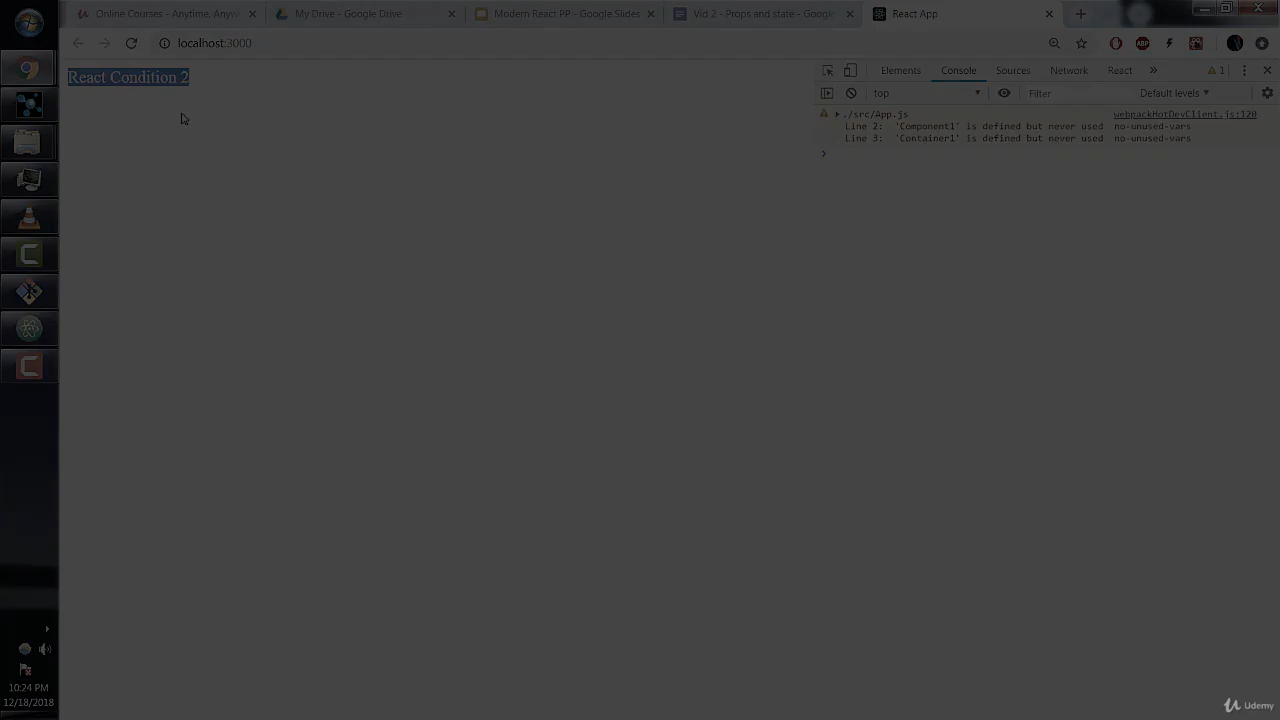 Online Courses - Anytime, Anyw
My Drive - Google Drive
Modern React PP - Google Slides
Vid 2 - Props and state - Google
React App
localhost:3000
ABP
React Condition 2
Elements
Console
Sources
Network
React
1
top
Filter
Default levels
./src/App.js
webpackHotDevClient.js:120
Line 2: 'Component1' is defined but never used no-unused-vars
Line 3: 'Container1' is defined but never used no-unused-vars
10:24 PM
12/18/2018
Udemy